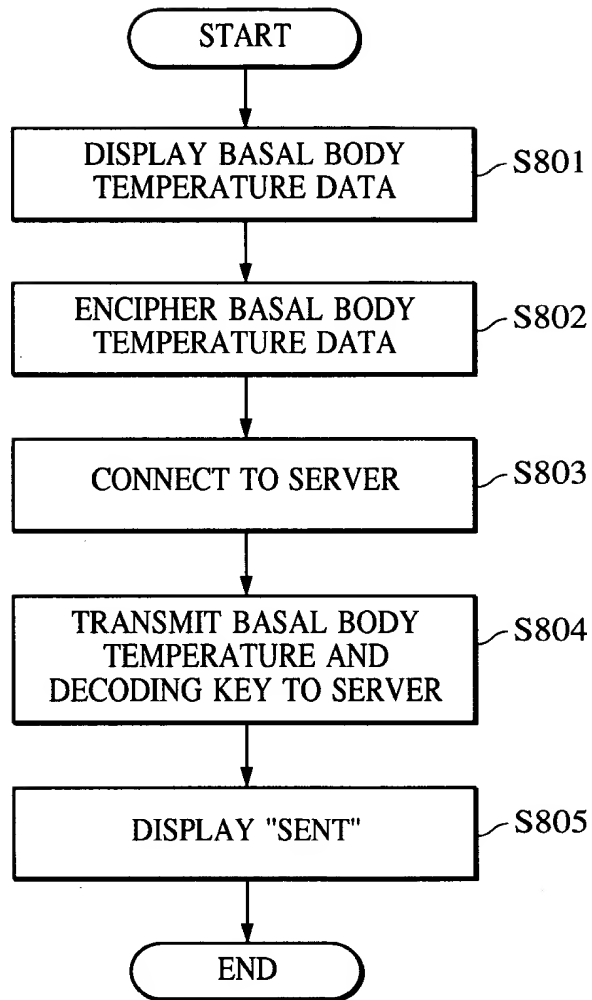 START
DISPLAY BASAL BODY
TEMPERATURE DATA
S801
ENCIPHER BASAL BODY
TEMPERATURE DATA
S802
CONNECT TO SERVER
S803
TRANSMIT BASAL BODY
TEMPERATURE AND
DECODING KEY TO SERVER
S804
DISPLAY "SENT"
S805
END